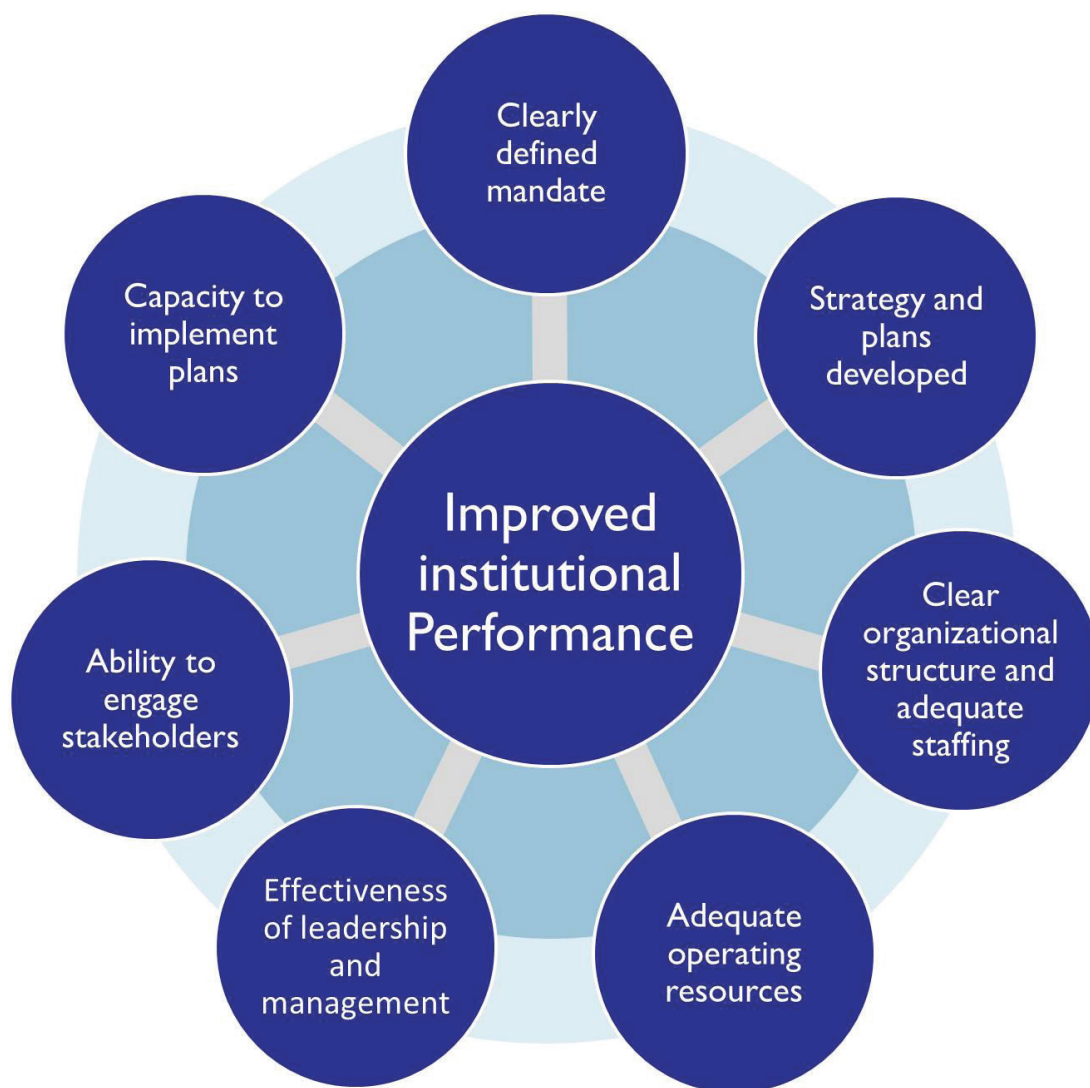 Clearly
defined
mandate
Strategy and
plans
developed
Clear
organizational
structure and
adequate
staffing
Adequate
operating
resources
Effectiveness
of leadership
and
management
Ability to
engage
stakeholders
Capacity to
implement
plans
Improved
institutional
Performance